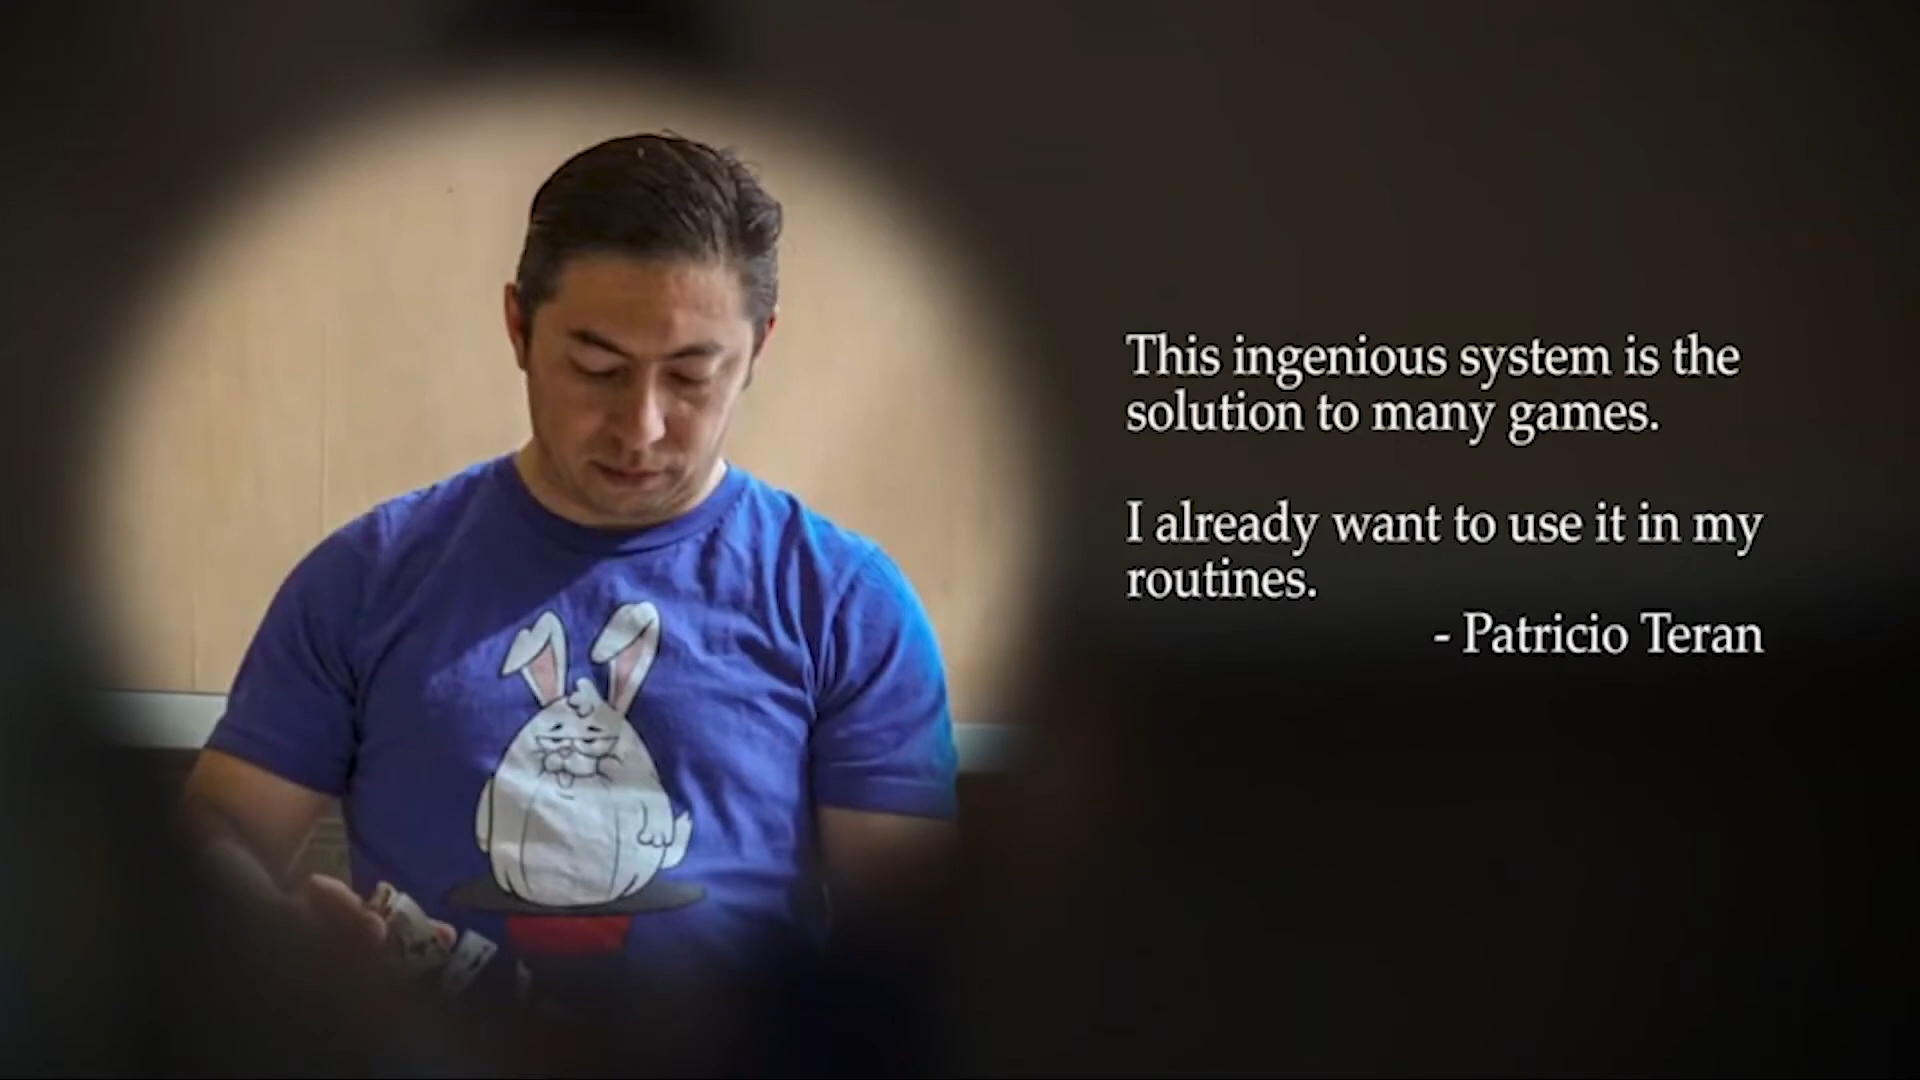 This ingenious system is the
solution to many games.
I already want to use it in my
routines.
- Patricio Teran